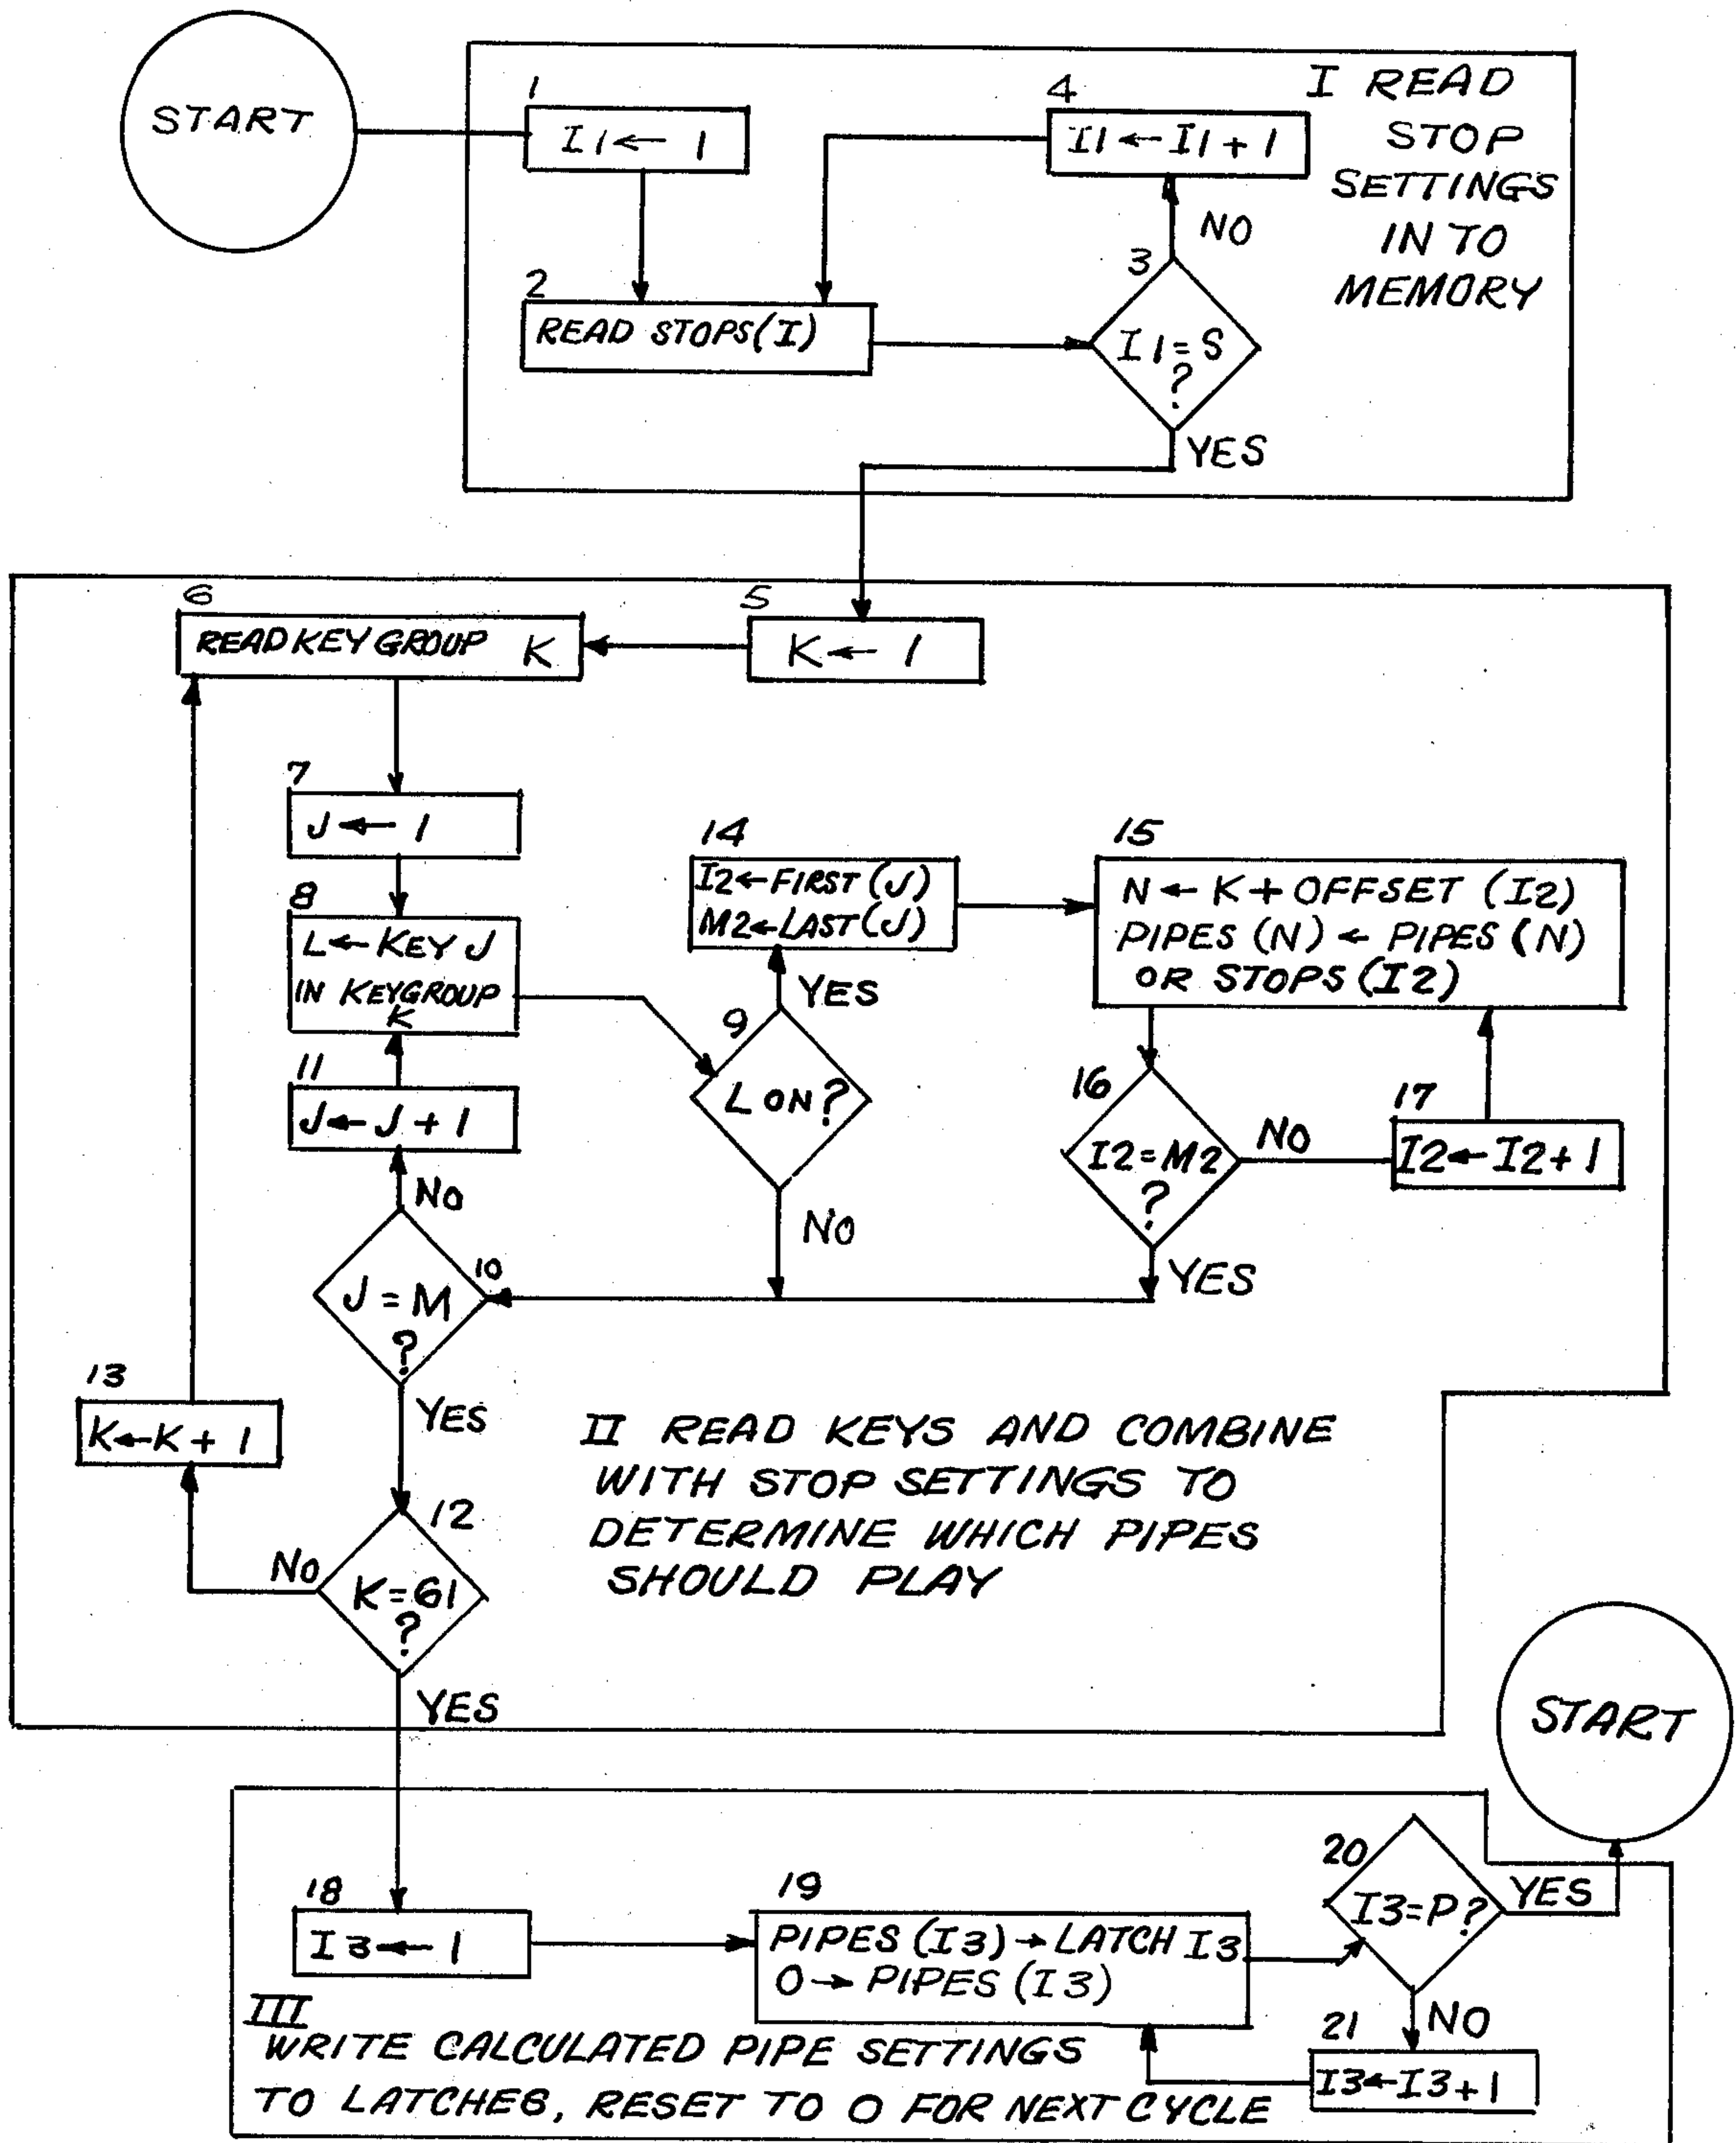 START
1
I1 ← 1
4
I1 ← I1 + 1
I READ
STOP
SETTINGS
IN TO
MEMORY
NO
3
I1 = S
?
2
READ STOPS(I)
YES
6
READ KEY GROUP K
5
K ← 1
7
J ← 1
8
L ← KEY J
IN KEYGROUP
K
14
I2 ← FIRST (J)
M2 ← LAST (J)
15
N ← K + OFFSET (I2)
PIPES (N) ← PIPES (N)
OR STOPS (I2)
YES
9
L ON?
NO
11
J ← J + 1
NO
16
I2 = M2
?
NO
17
I2 ← I2 + 1
YES
10
J = M
?
YES
13
K ← K + 1
12
K = 61
?
NO
YES
II READ KEYS AND COMBINE
WITH STOP SETTINGS TO
DETERMINE WHICH PIPES
SHOULD PLAY
START
18
I3 ← 1
19
PIPES (I3) → LATCH I3
0 → PIPES (I3)
20
I3 = P?
YES
NO
21
I3 ← I3 + 1
III
WRITE CALCULATED PIPE SETTINGS
TO LATCHES, RESET TO 0 FOR NEXT CYCLE